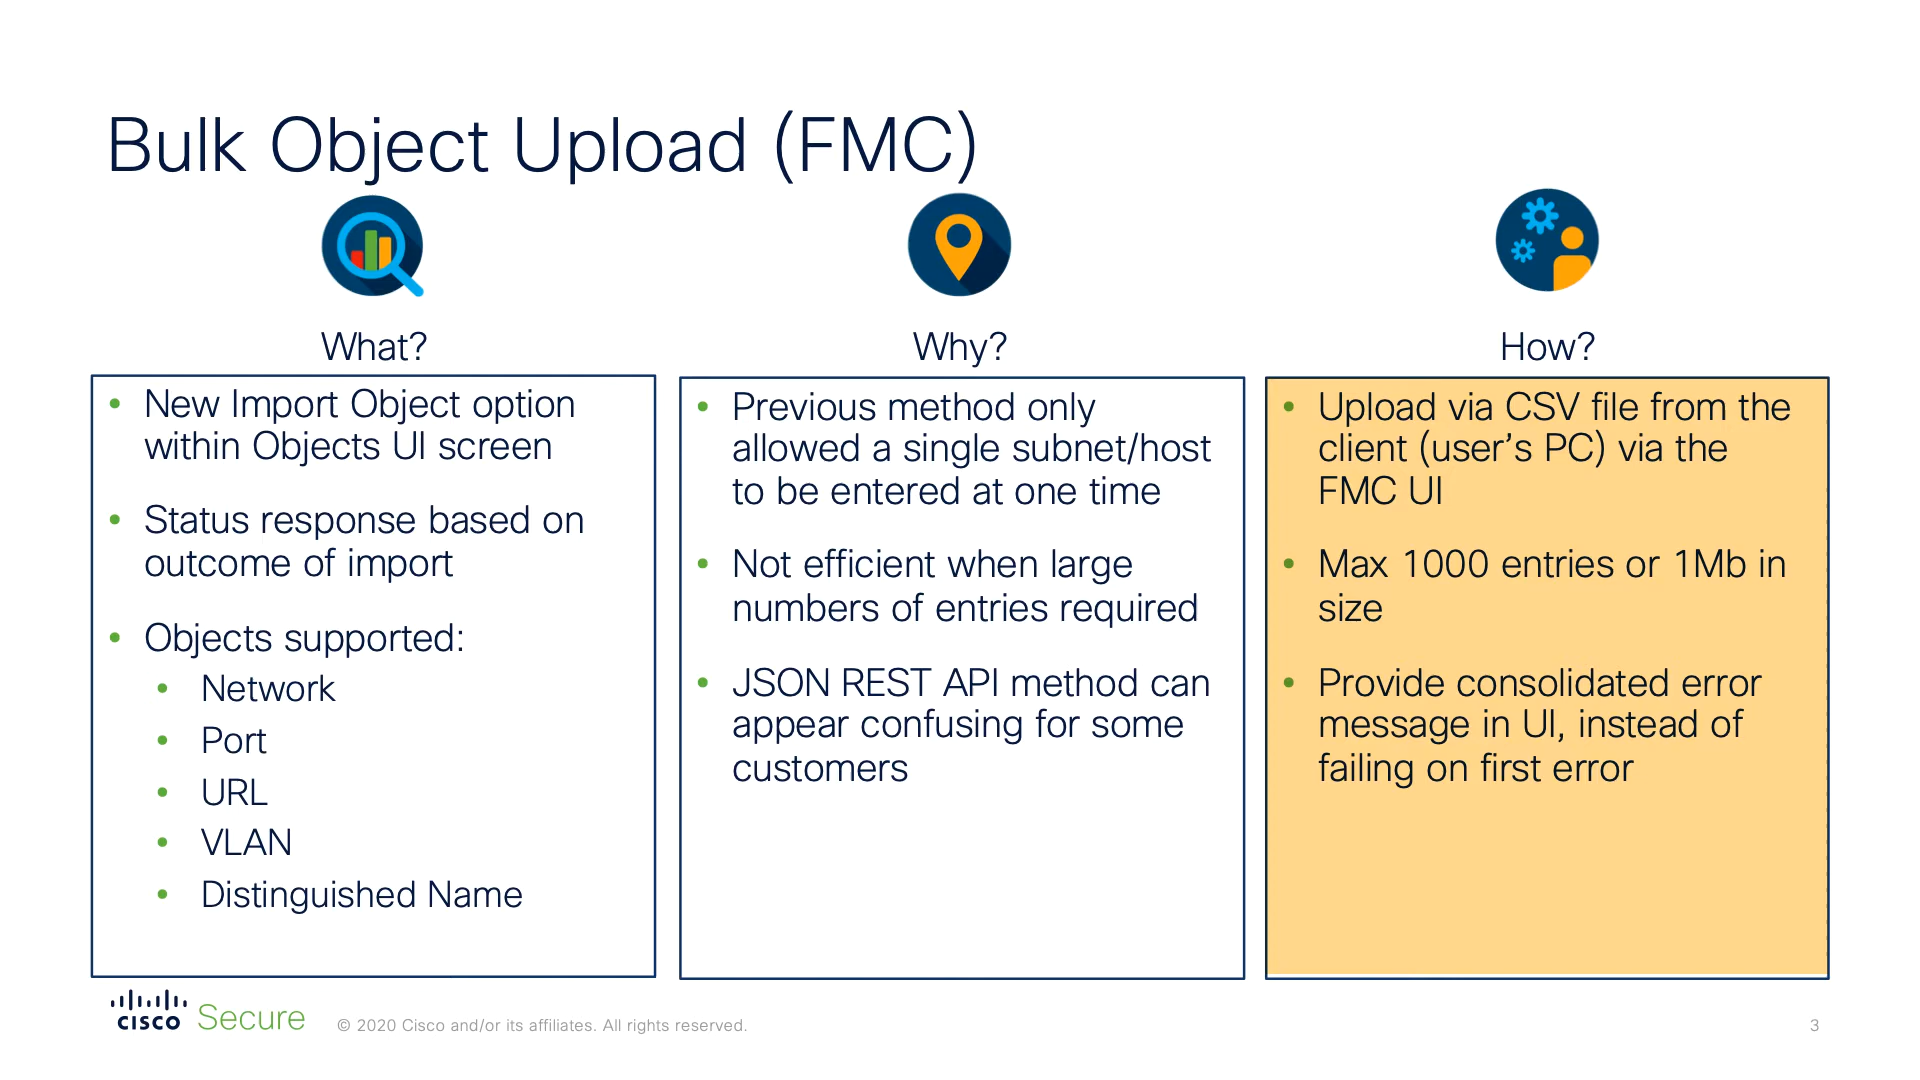 Bulk Object Upload (FMC)
What?
• New Import Object option
within Objects UI screen
• Status response based on
outcome of import
• Objects supported:
• Network
• Port
• URL
• VLAN
• Distinguished Name
Why?
• Previous method only
allowed a single subnet/host
to be entered at one time
• Not efficient when large
numbers of entries required
• JSON REST API method can
appear confusing for some
customers
How?
• Upload via CSV file from the
client (user’s PC) via the
FMC UI
• Max 1000 entries or 1Mb in
size
• Provide consolidated error
message in UI, instead of
failing on first error
CISCO Secure
© 2020 Cisco and/or its affiliates. All rights reserved.
3